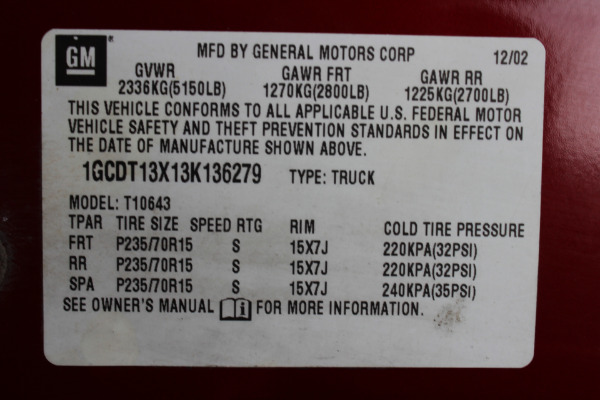 GM
MFD BY GENERAL MOTORS CORP 12/02
GVWR GAWR FRT GAWR RR
2336KG(5150LB) 1270KG(2800LB) 1225KG(2700LB)
THIS VEHICLE CONFORMS TO ALL APPLICABLE U.S. FEDERAL MOTOR
VEHICLE SAFETY AND THEFT PREVENTION STANDARDS IN EFFECT ON
THE DATE OF MANUFACTURE SHOWN ABOVE.
1GCDT13X13K136279 TYPE: TRUCK
MODEL: T10643
TPAR TIRE SIZE SPEED RTG RIM COLD TIRE PRESSURE
FRT P235/70R15 S 15X7J 220KPA(32PSI)
RR P235/70R15 S 15X7J 220KPA(32PSI)
SPA P235/70R15 S 15X7J 240KPA(35PSI)
SEE OWNER'S MANUAL i FOR MORE INFORMATION.